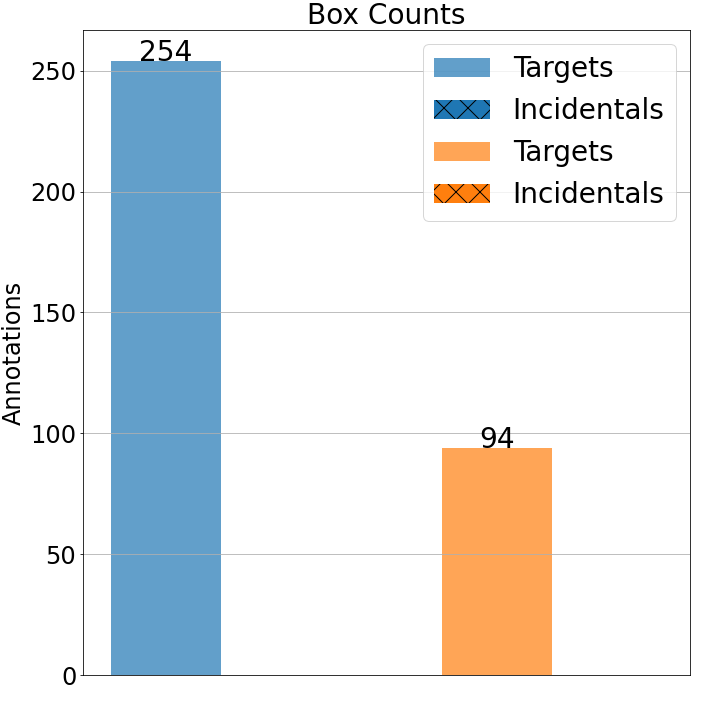 Box Counts
254
Targets
Incidentals
Targets
Incidentals
94
Annotations
250
200
150
100
50
0